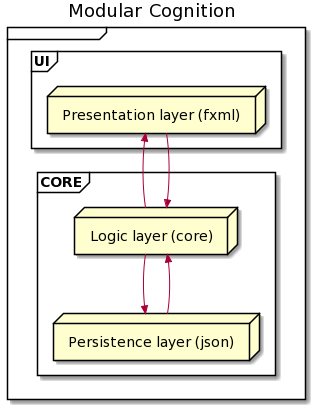 Modular Cognition
UI
Presentation layer (fxml)
CORE
Logic layer (core)
Persistence layer (json)